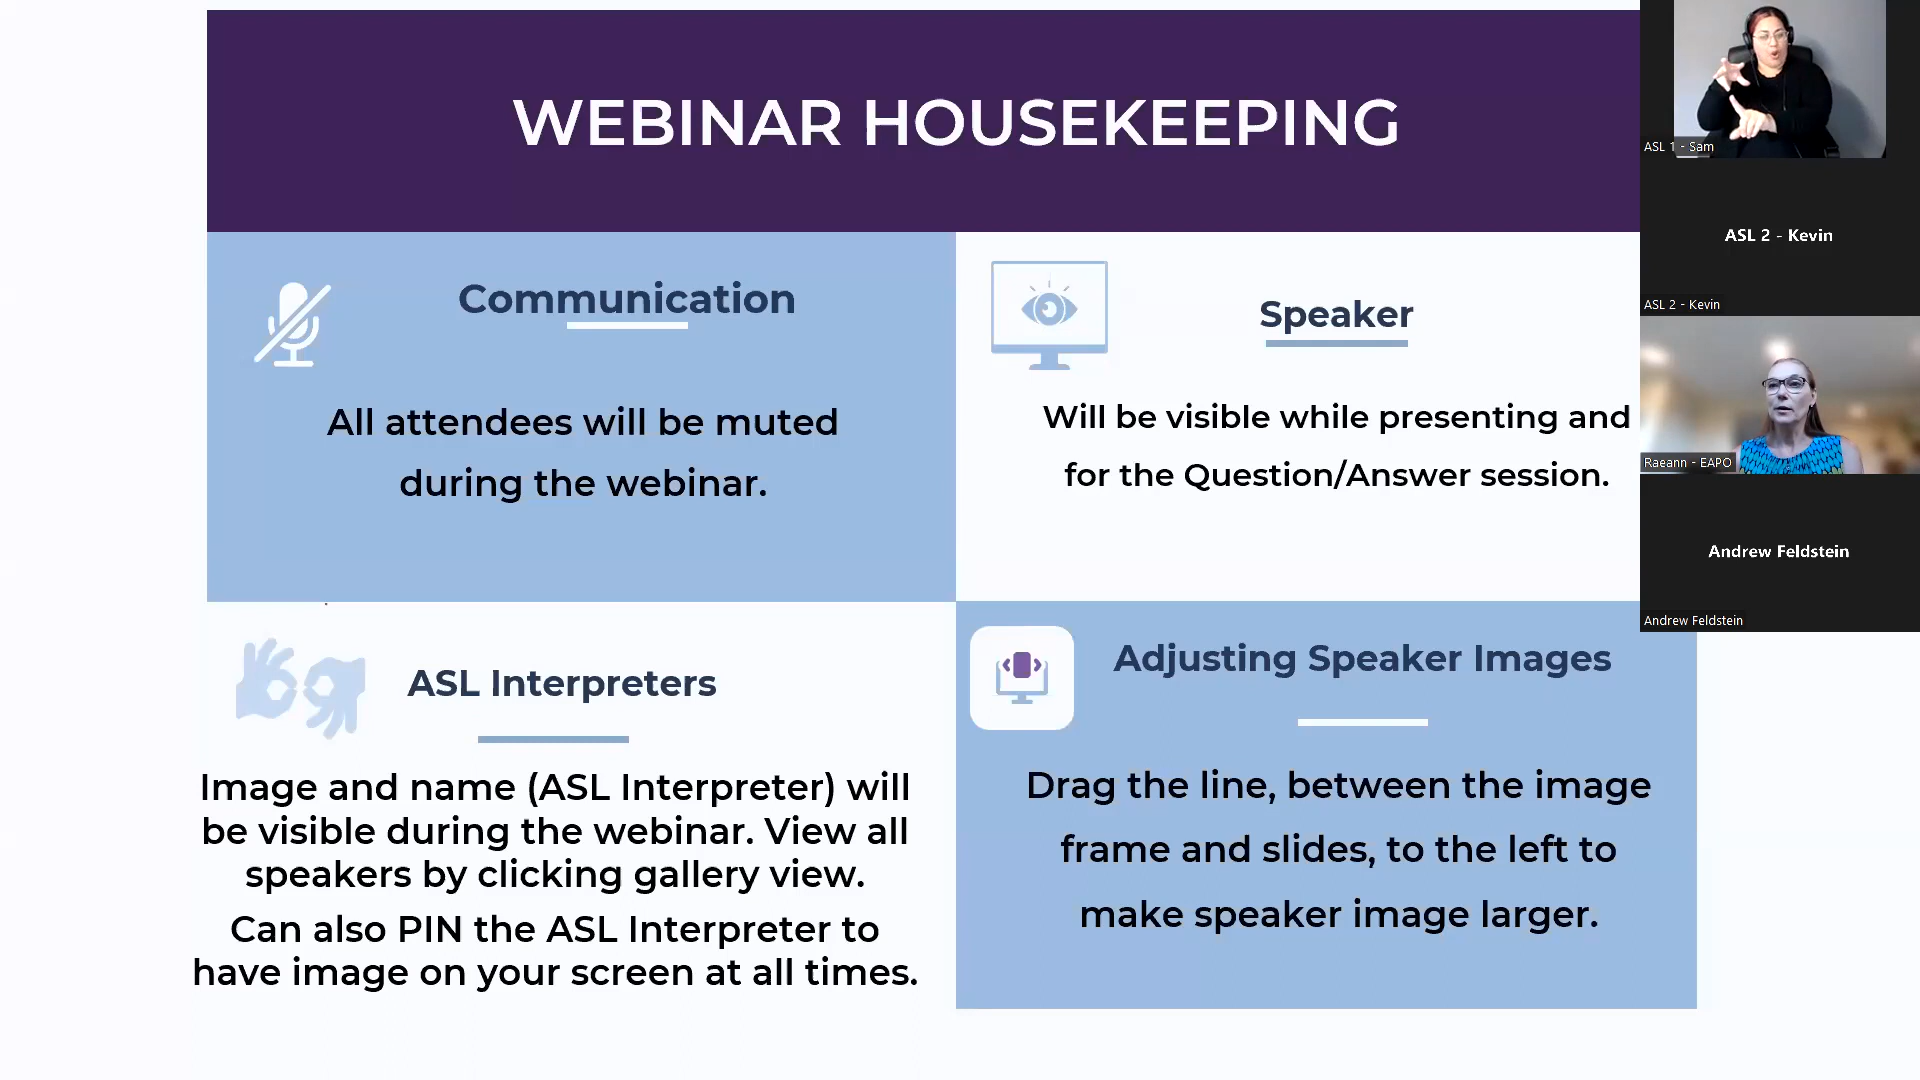 WEBINAR HOUSEKEEPING
Communication
All attendees will be muted
during the webinar.
Speaker
Will be visible while presenting and
for the Question/Answer session.
ASL Interpreters
Image and name (ASL Interpreter) will
be visible during the webinar. View all
speakers by clicking gallery view.
Can also PIN the ASL Interpreter to
have image on your screen at all times.
Adjusting Speaker Images
Drag the line, between the image
frame and slides, to the left to
make speaker image larger.
ASL 1 - Sam
ASL 2 - Kevin
ASL 2 - Kevin
Raeann - EAPO
Andrew Feldstein
Andrew Feldstein